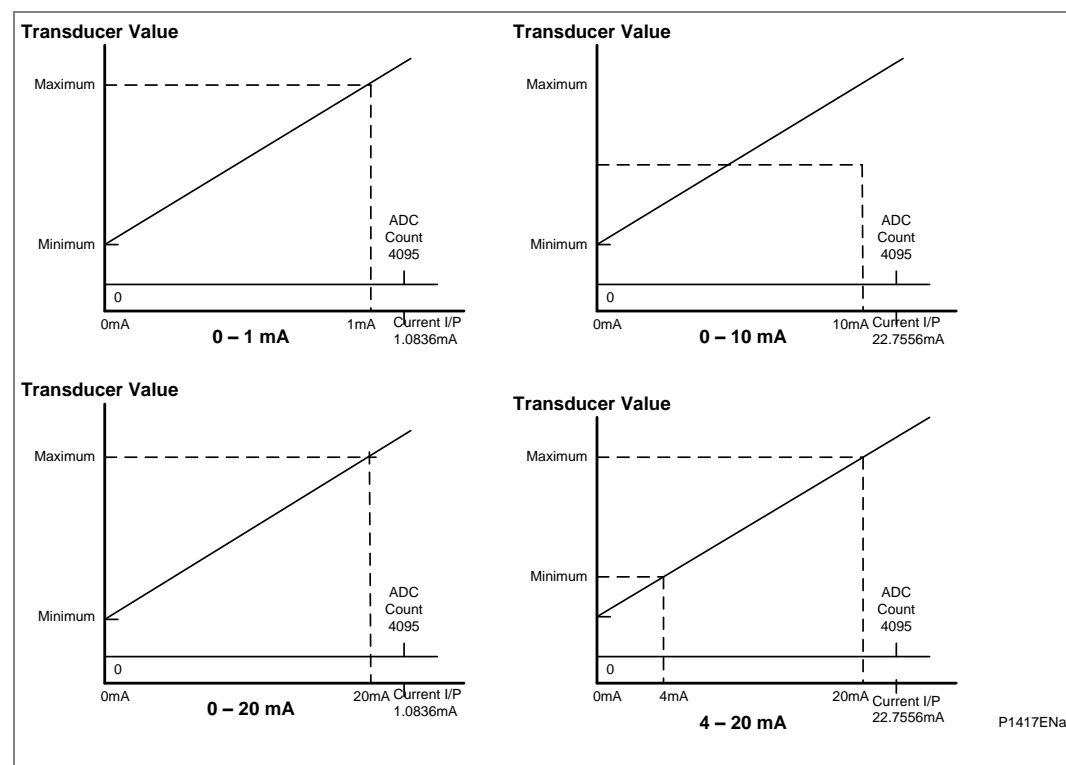 Transducer Value
Maximum
Minimum
ADC
Count
4095
0
0mA
1mA
Current I/P
1.0836mA
0 – 1 mA
Transducer Value
Maximum
Minimum
ADC
Count
4095
0
0mA
10mA
Current I/P
22.7556mA
0 – 10 mA
Transducer Value
Maximum
Minimum
ADC
Count
4095
0
0mA
20mA
Current I/P
1.0836mA
0 – 20 mA
Transducer Value
Maximum
Minimum
ADC
Count
4095
0
0mA
4mA
20mA
Current I/P
22.7556mA
4 – 20 mA
P1417ENa